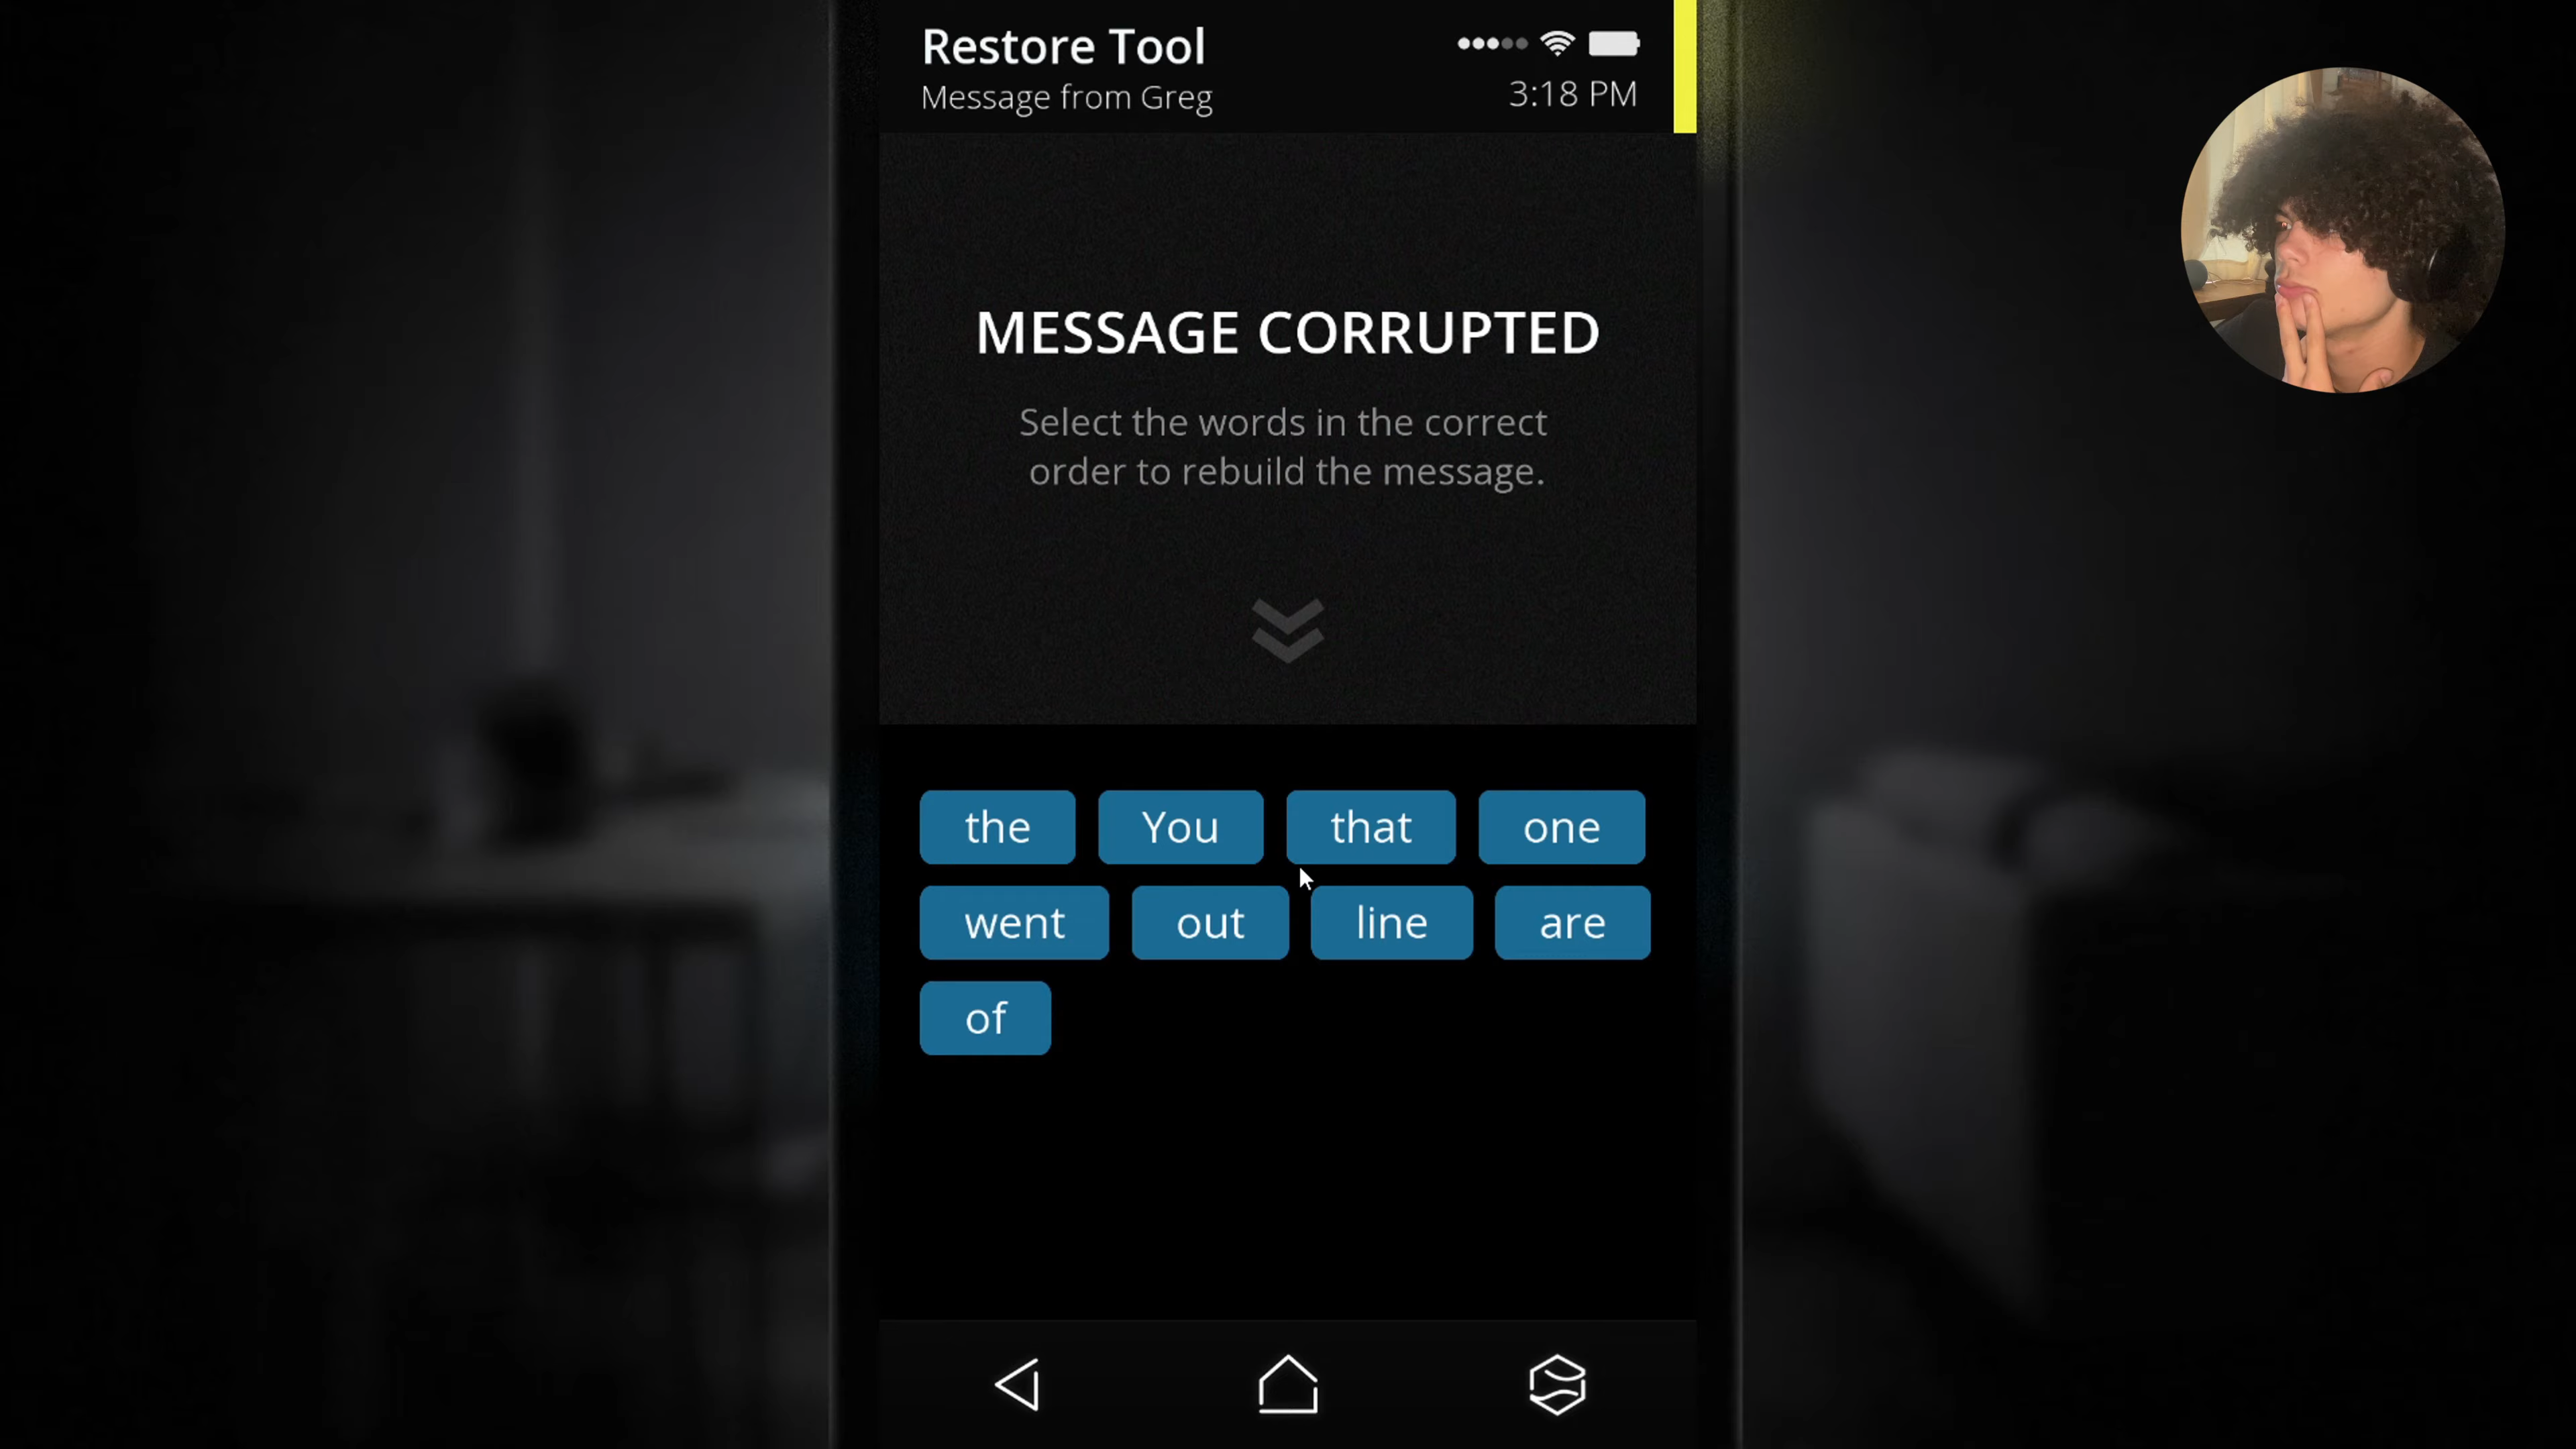 Restore Tool
Message from Greg
3:18 PM
MESSAGE CORRUPTED
Select the words in the correct
order to rebuild the message.
the You that one
went out line are
of